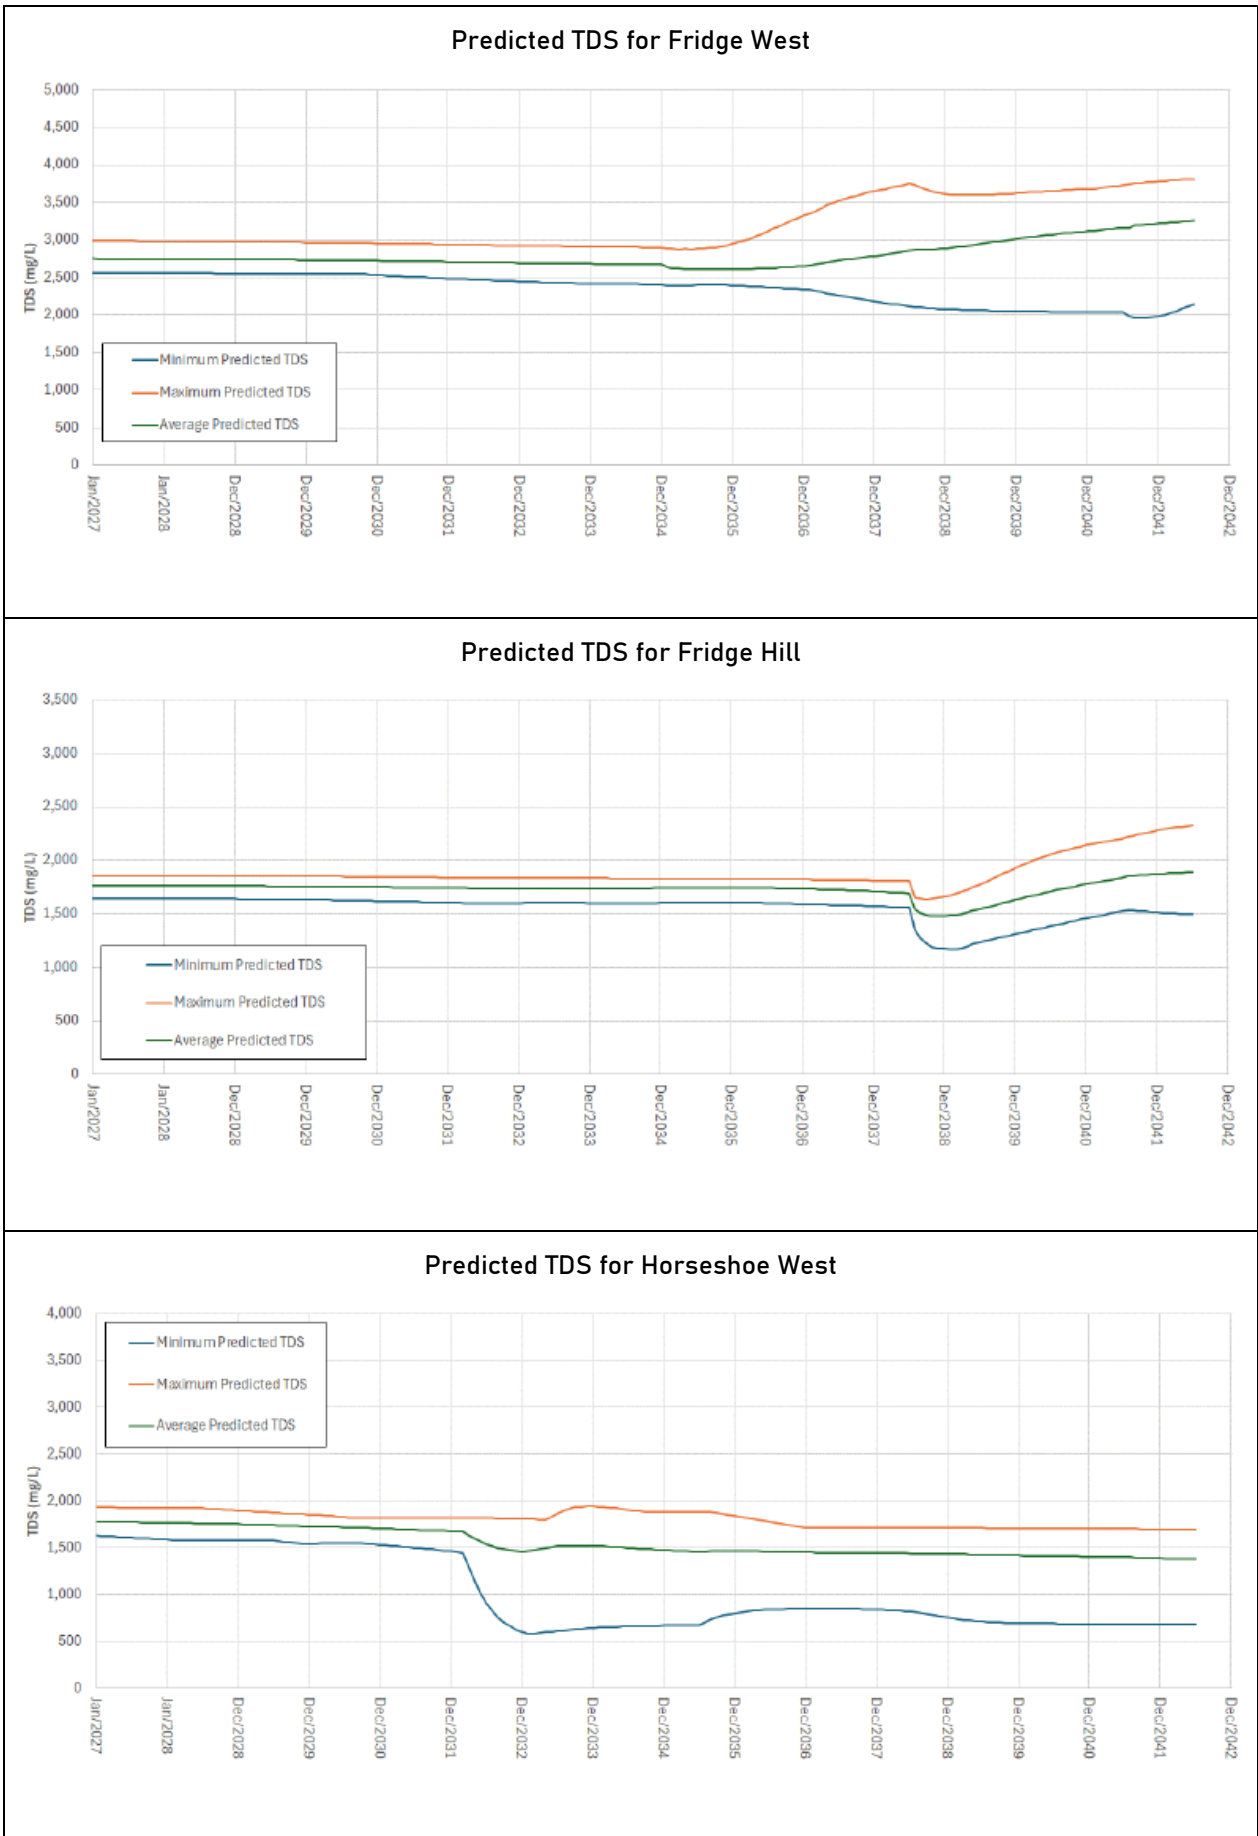 Predicted TDS for Fridge West
5,000
4,500
4,000
3,500
3,000
2,500
2,000
1,500
1,000
500
0
TDS (mg/L)
Minimum Predicted TDS
Maximum Predicted TDS
Average Predicted TDS
Jan/2027
Jan/2028
Dec/2028
Dec/2029
Dec/2030
Dec/2031
Dec/2032
Dec/2033
Dec/2034
Dec/2035
Dec/2036
Dec/2037
Dec/2038
Dec/2039
Dec/2040
Dec/2041
Dec/2042
Predicted TDS for Fridge Hill
3,500
3,000
2,500
2,000
1,500
1,000
500
0
TDS (mg/L)
Minimum Predicted TDS
Maximum Predicted TDS
Average Predicted TDS
Jan/2027
Jan/2028
Dec/2028
Dec/2029
Dec/2030
Dec/2031
Dec/2032
Dec/2033
Dec/2034
Dec/2035
Dec/2036
Dec/2037
Dec/2038
Dec/2039
Dec/2040
Dec/2041
Dec/2042
Predicted TDS for Horseshoe West
4,000
3,500
3,000
2,500
2,000
1,500
1,000
500
0
TDS (mg/L)
Minimum Predicted TDS
Maximum Predicted TDS
Average Predicted TDS
Jan/2027
Jan/2028
Dec/2028
Dec/2029
Dec/2030
Dec/2031
Dec/2032
Dec/2033
Dec/2034
Dec/2035
Dec/2036
Dec/2037
Dec/2038
Dec/2039
Dec/2040
Dec/2041
Dec/2042